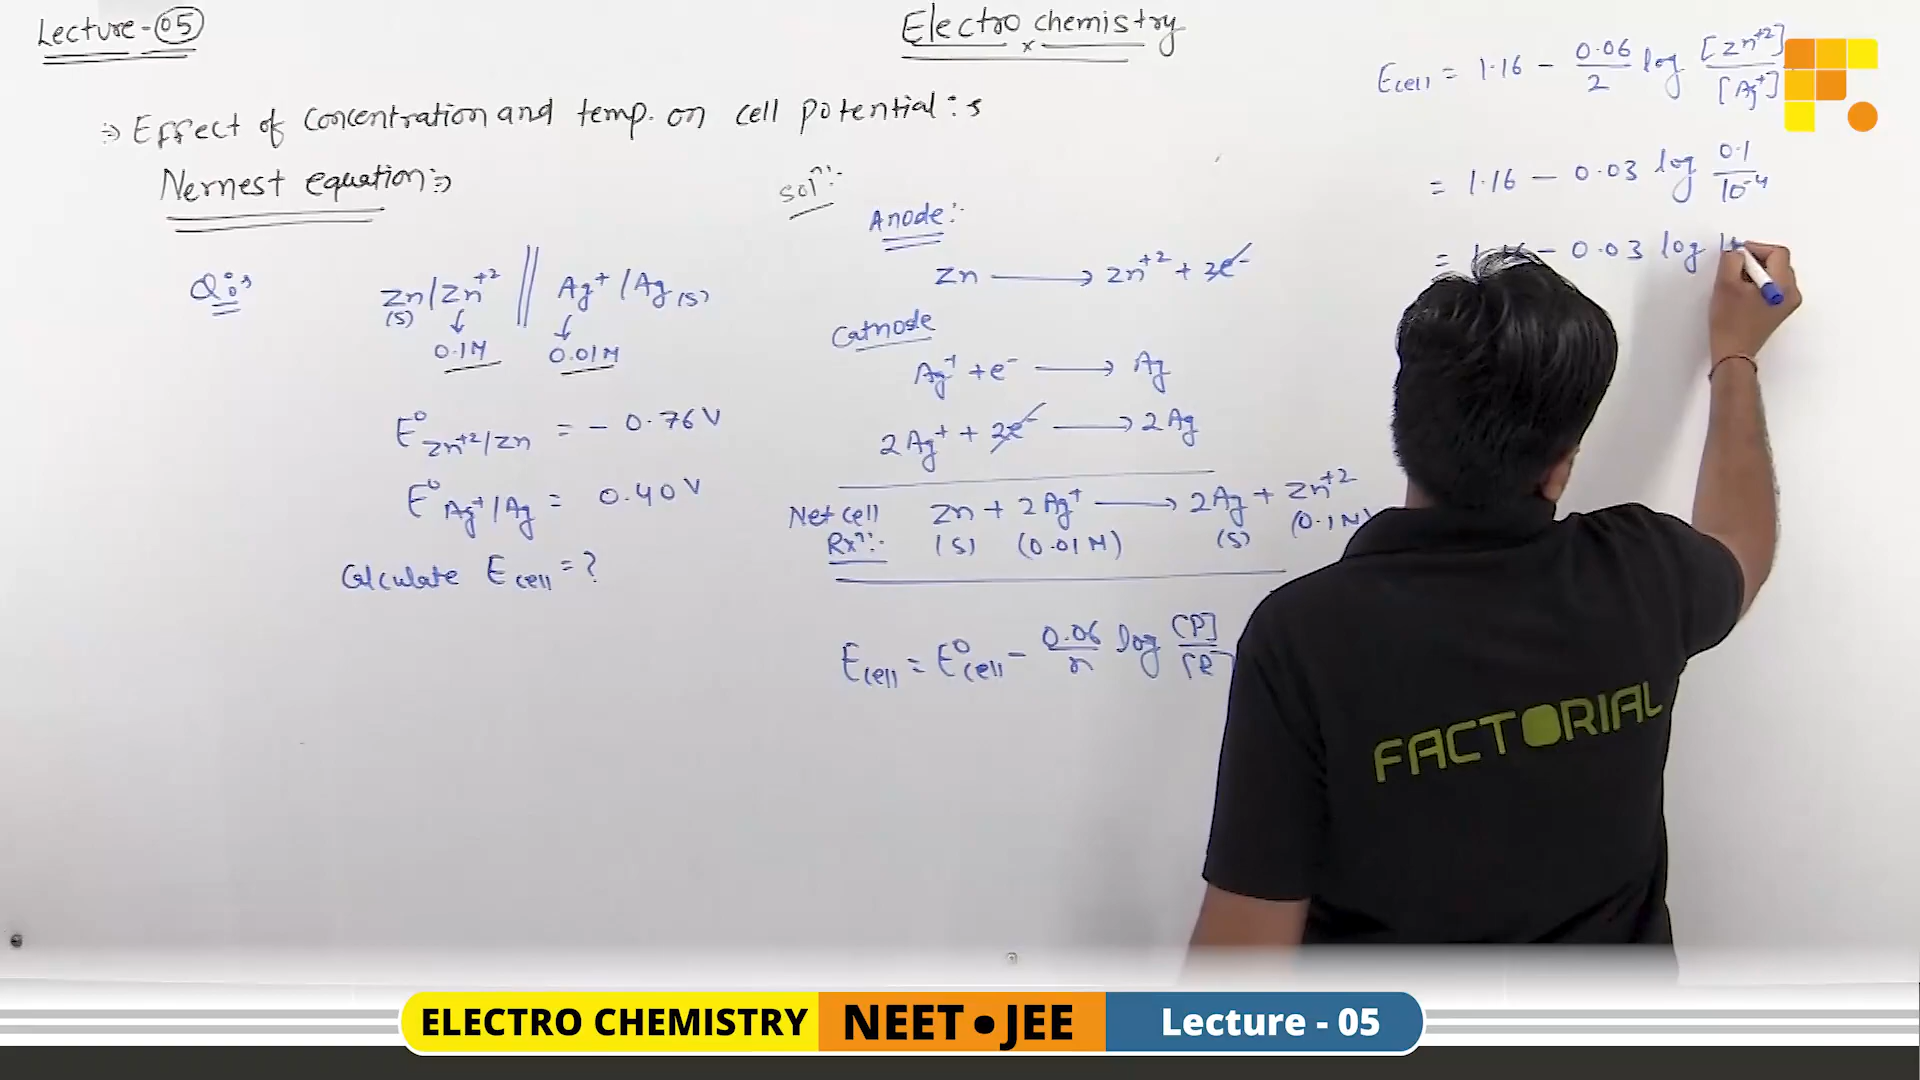 Lecture-05
Electro chemistry
⇒ Effect of concentration and temp. on cell potential:-
Nernest equation:-
Q:-
Zn/Zn+2 || Ag+/Ag(s)
(s)
0.1M 0.01M
E°Zn+2/Zn = - 0.76V
E°Ag+/Ag = 0.40V
Calculate Ecell = ?
Soln:-
Anode:-
Zn → Zn+2 + 2e-
Cathode
Ag+ + e- → Ag
2Ag+ + 2e- → 2Ag
Net cell Rxn:- Zn + 2Ag+ → 2Ag + Zn+2
(s) (0.01M) (s) (0.1M)
Ecell = E°cell - 0.06/n log [P]/[R
Ecell = 1.16 - 0.06/2 log [Zn+2]/[Ag+]
= 1.16 - 0.03 log 0.1/10-4
= 1.16 - 0.03 log
FACTORIAL
ELECTRO CHEMISTRY NEET • JEE Lecture - 05